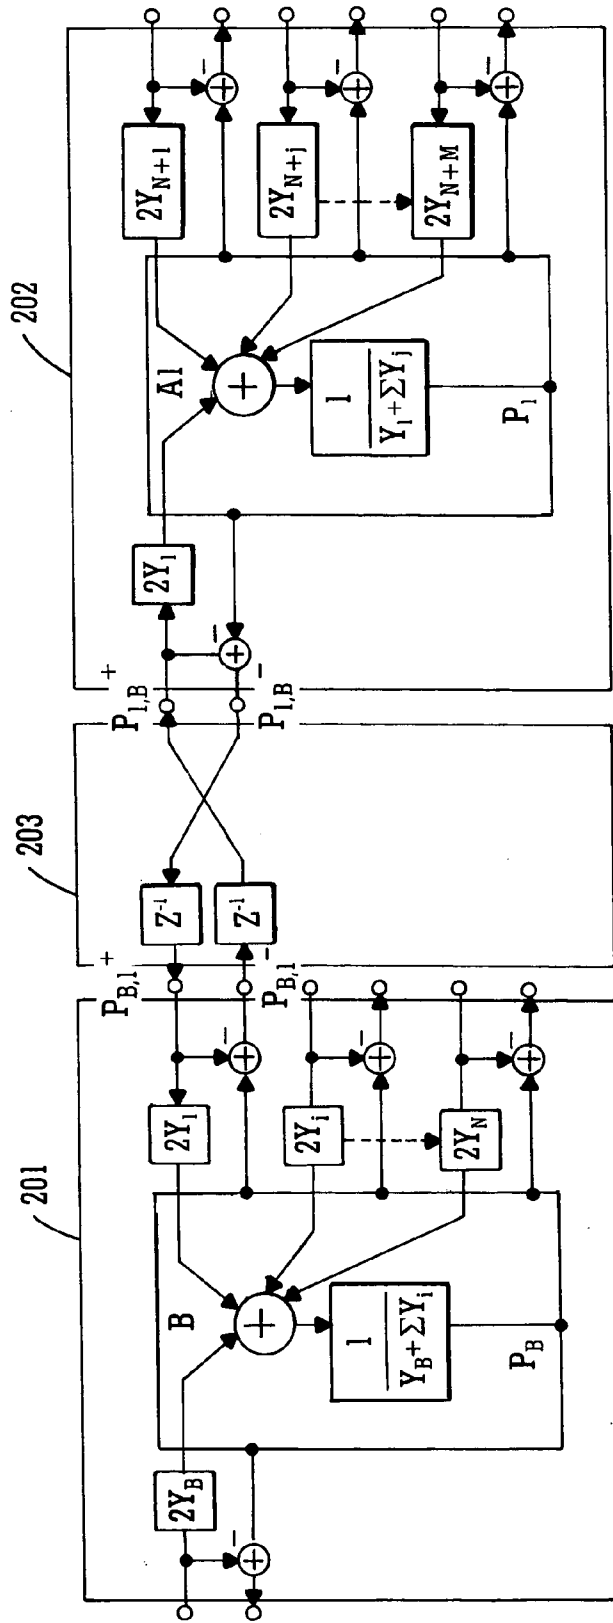 201
203
202
2Y_B
B
2Y_1
2Y_i
2Y_N
1
Y_B+ΣY_i
P_B
−
−
−
−
P_{B,1}^+
P_{B,1}^−
Z^{-1}
Z^{-1}
P_{1,B}^+
P_{1,B}^−
2Y_1
−
A1
2Y_{N+1}
2Y_{N+j}
2Y_{N+M}
1
Y_1+ΣY_j
P_1
−
−
−